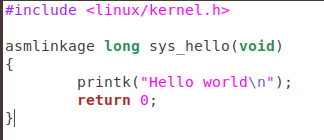 #include <linux/kernel.h>

asmlinkage long sys_hello(void)
{
        printk("Hello world\n");
        return 0;
}